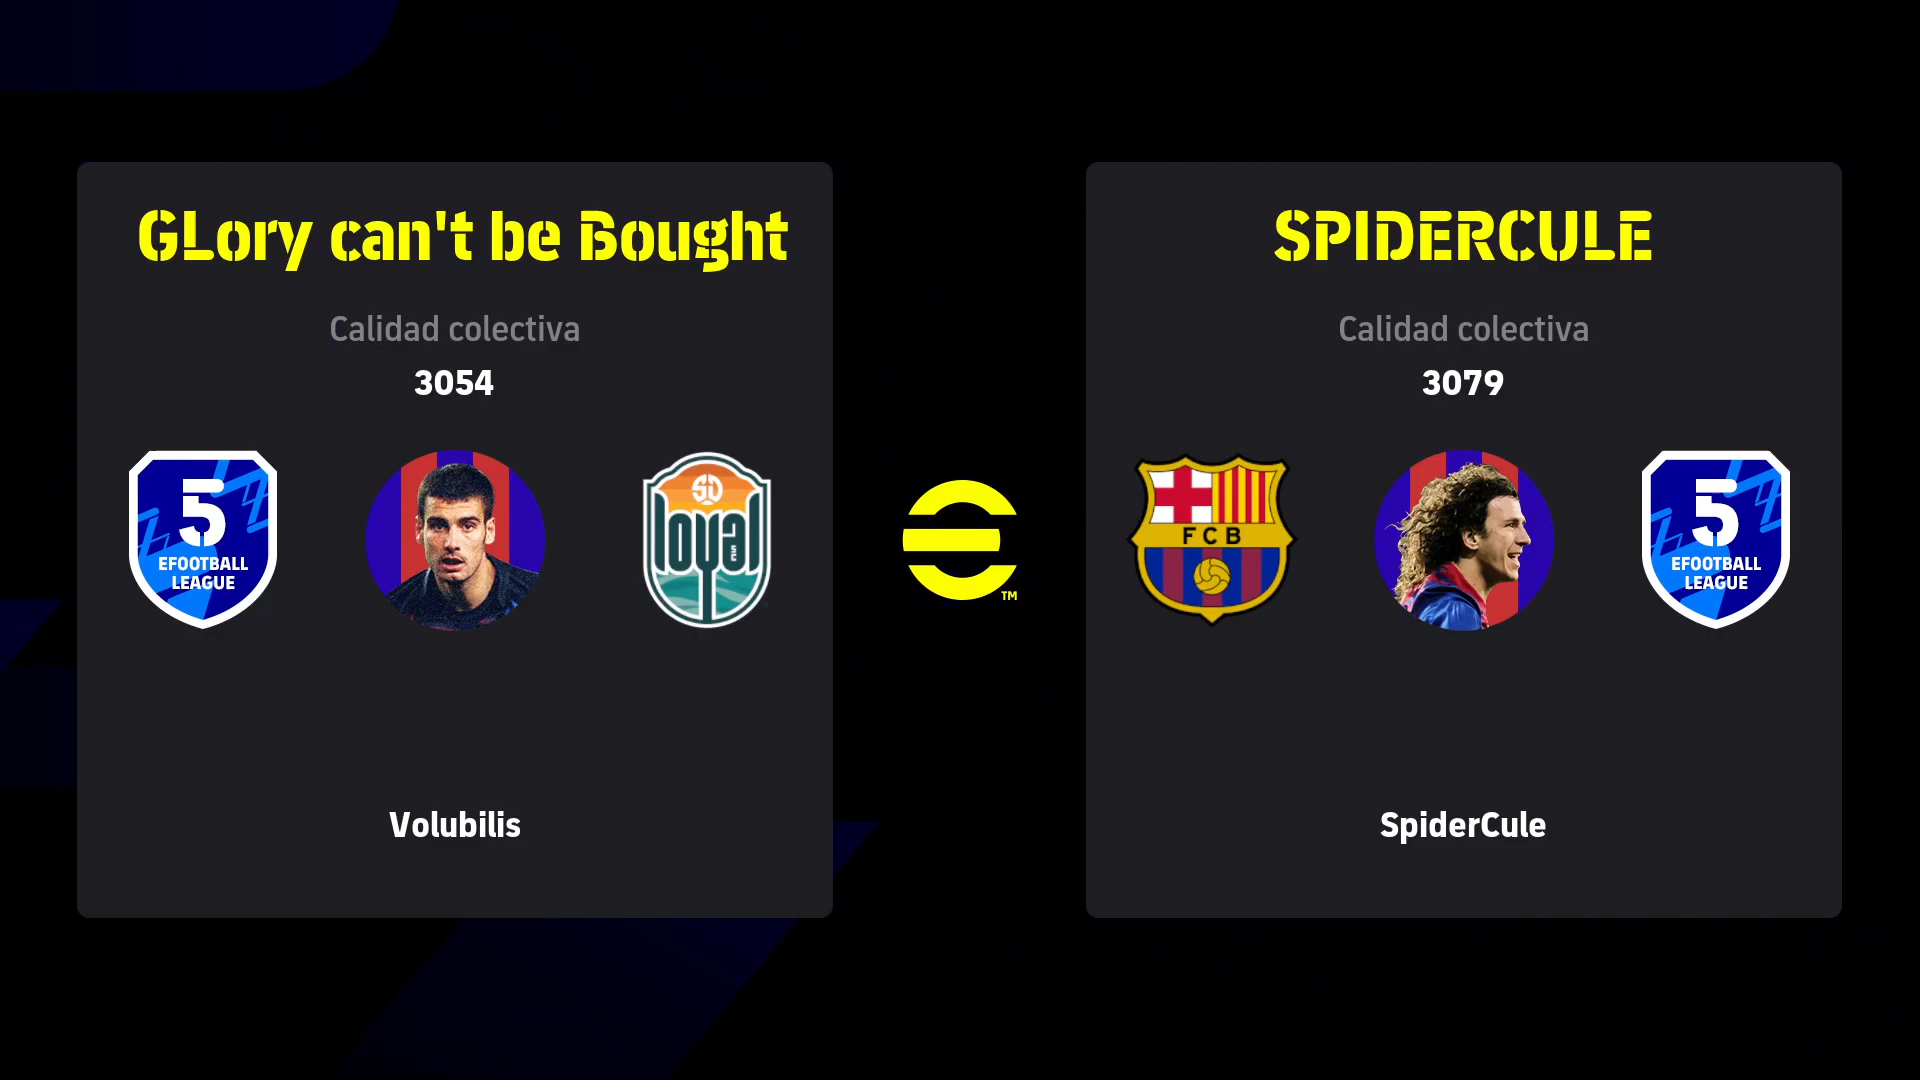 GLory can't be Bought
Calidad colectiva
3054
5
EFOOTBALL
LEAGUE
SD
loyal
SDL
Volubilis
TM
SPIDERCULE
Calidad colectiva
3079
FCB
5
EFOOTBALL
LEAGUE
SpiderCule